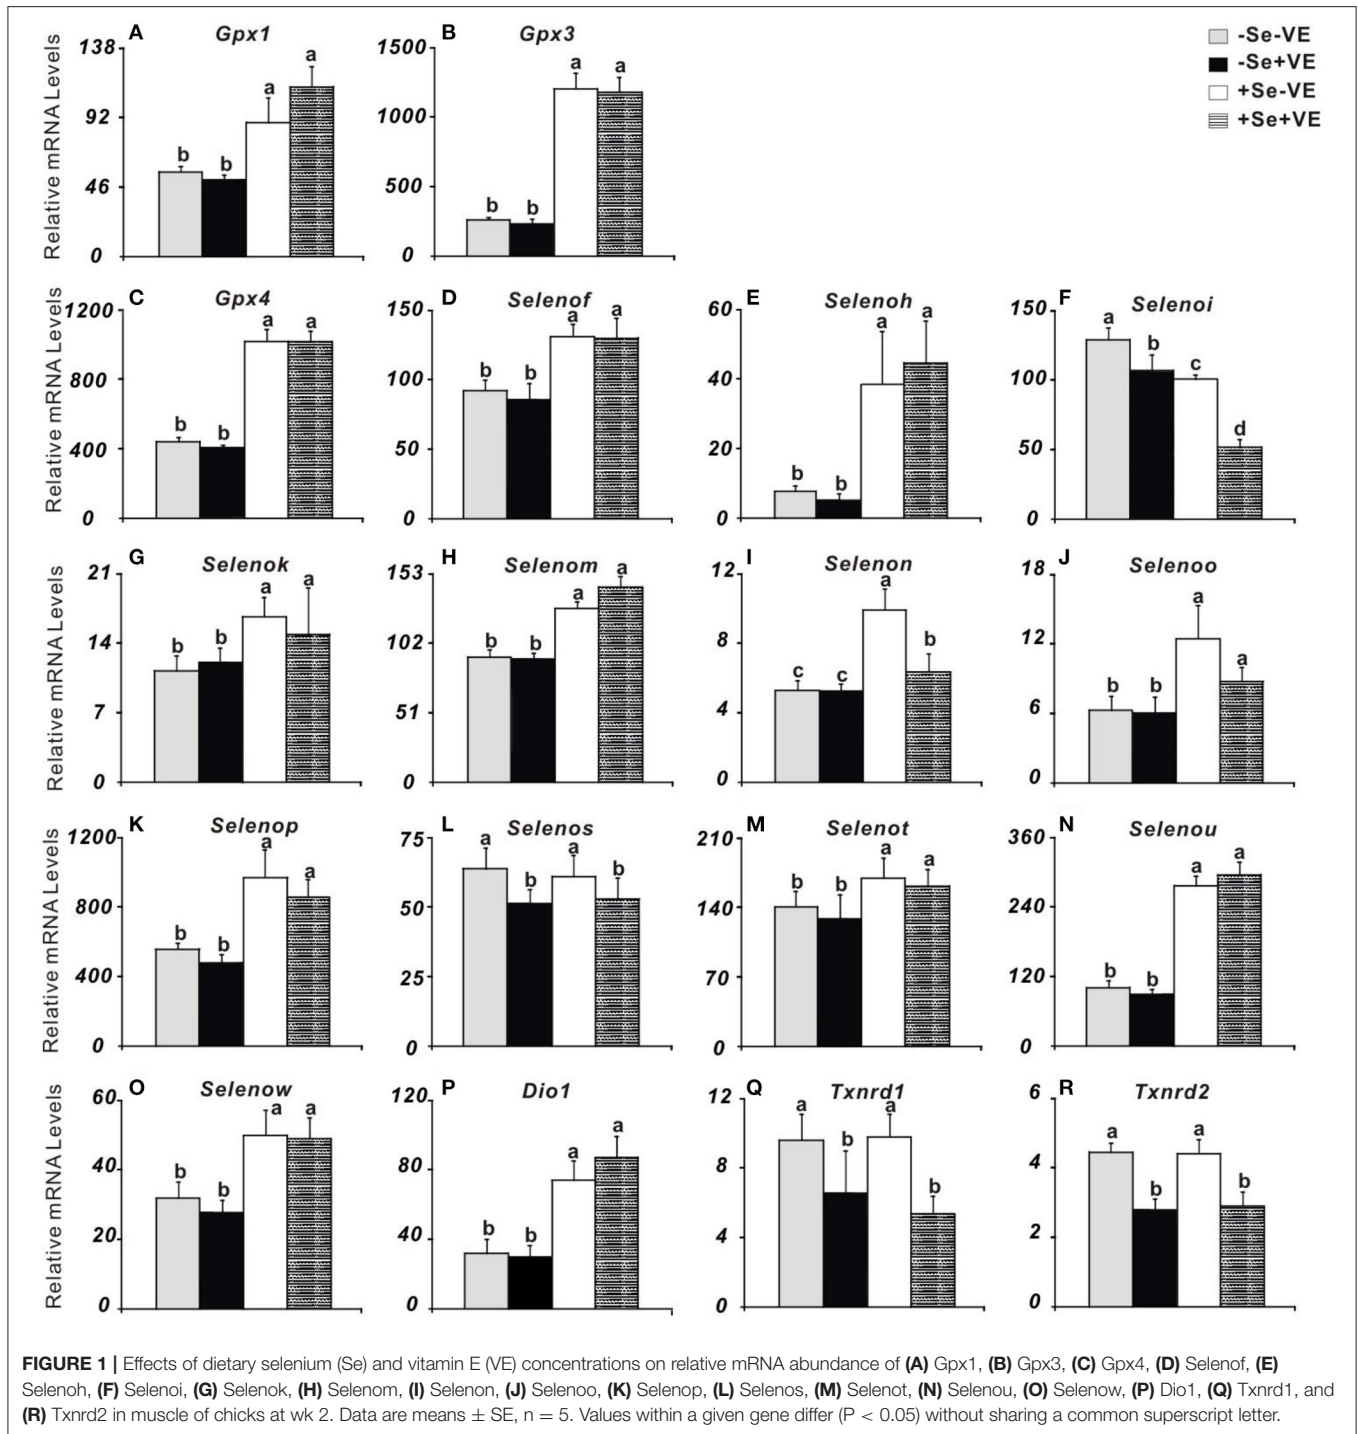 A Gpx1
B Gpx3
-Se-VE
-Se+VE
+Se-VE
+Se+VE
Relative mRNA Levels
138
92
46
0
b b a a
1500
1000
500
0
b b a a
C Gpx4
D Selenof
E Selenoh
F Selenoi
Relative mRNA Levels
1200
800
400
0
b b a a
150
100
50
0
b b a a
60
40
20
0
b b a a
150
100
50
0
a b c d
G Selenok
H Selenom
I Selenon
J Selenoo
Relative mRNA Levels
21
14
7
0
b b a a
153
102
51
0
b b a a
12
8
4
0
c c a b
18
12
6
0
b b a a
K Selenop
L Selenos
M Selenot
N Selenou
Relative mRNA Levels
1200
800
400
0
b b a a
75
50
25
0
a b a b
210
140
70
0
b b a a
360
240
120
0
b b a a
O Selenow
P Dio1
Q Txnrd1
R Txnrd2
Relative mRNA Levels
60
40
20
0
b b a a
120
80
40
0
b b a a
12
8
4
0
a b a b
6
4
2
0
a b a b
FIGURE 1 | Effects of dietary selenium (Se) and vitamin E (VE) concentrations on relative mRNA abundance of (A) Gpx1, (B) Gpx3, (C) Gpx4, (D) Selenof, (E)
Selenoh, (F) Selenoi, (G) Selenok, (H) Selenom, (I) Selenon, (J) Selenoo, (K) Selenop, (L) Selenos, (M) Selenot, (N) Selenou, (O) Selenow, (P) Dio1, (Q) Txnrd1, and
(R) Txnrd2 in muscle of chicks at wk 2. Data are means ± SE, n = 5. Values within a given gene differ (P < 0.05) without sharing a common superscript letter.